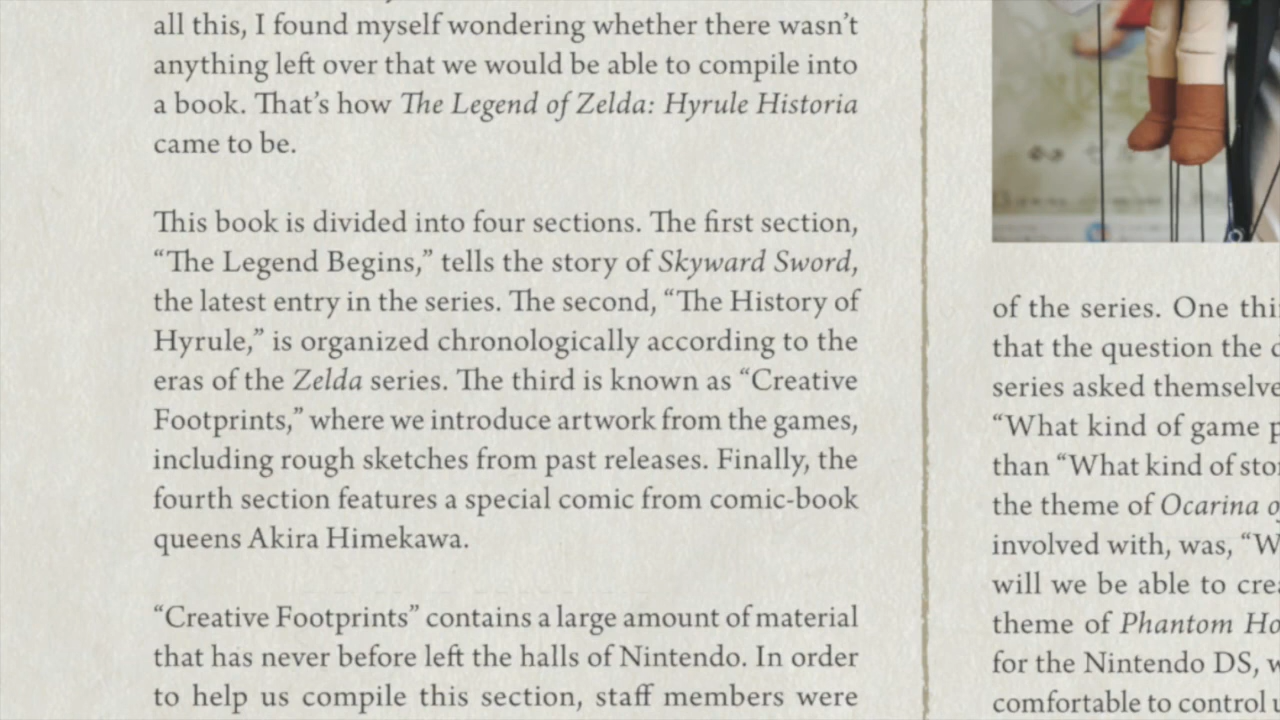 all this, I found myself wondering whether there wasn’t
anything left over that we would be able to compile into
a book. That’s how The Legend of Zelda: Hyrule Historia
came to be.
This book is divided into four sections. The first section,
“The Legend Begins,” tells the story of Skyward Sword,
the latest entry in the series. The second, “The History of
Hyrule,” is organized chronologically according to the
eras of the Zelda series. The third is known as “Creative
Footprints,” where we introduce artwork from the games,
including rough sketches from past releases. Finally, the
fourth section features a special comic from comic-book
queens Akira Himekawa.
“Creative Footprints” contains a large amount of material
that has never before left the halls of Nintendo. In order
to help us compile this section, staff members were
of the series. One
that the question the
series asked
“What kind of game
than “What kind of
the theme of Ocarina
involved with, was,
will we be able to
theme of Phantom
for the Nintendo DS,
comfortable to control